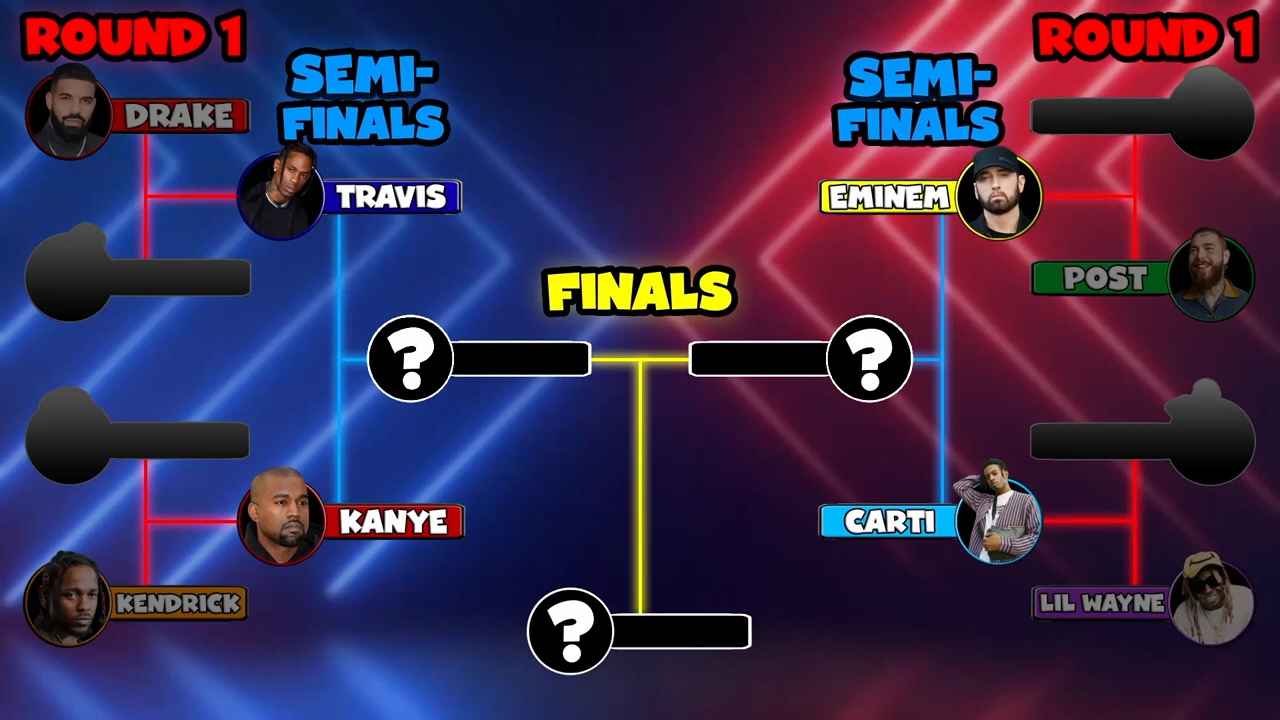 ROUND 1
ROUND 1
SEMI-
FINALS
SEMI-
FINALS
DRAKE
TRAVIS
EMINEM
POST
FINALS
?
?
KANYE
CARTI
KENDRICK
LIL WAYNE
?